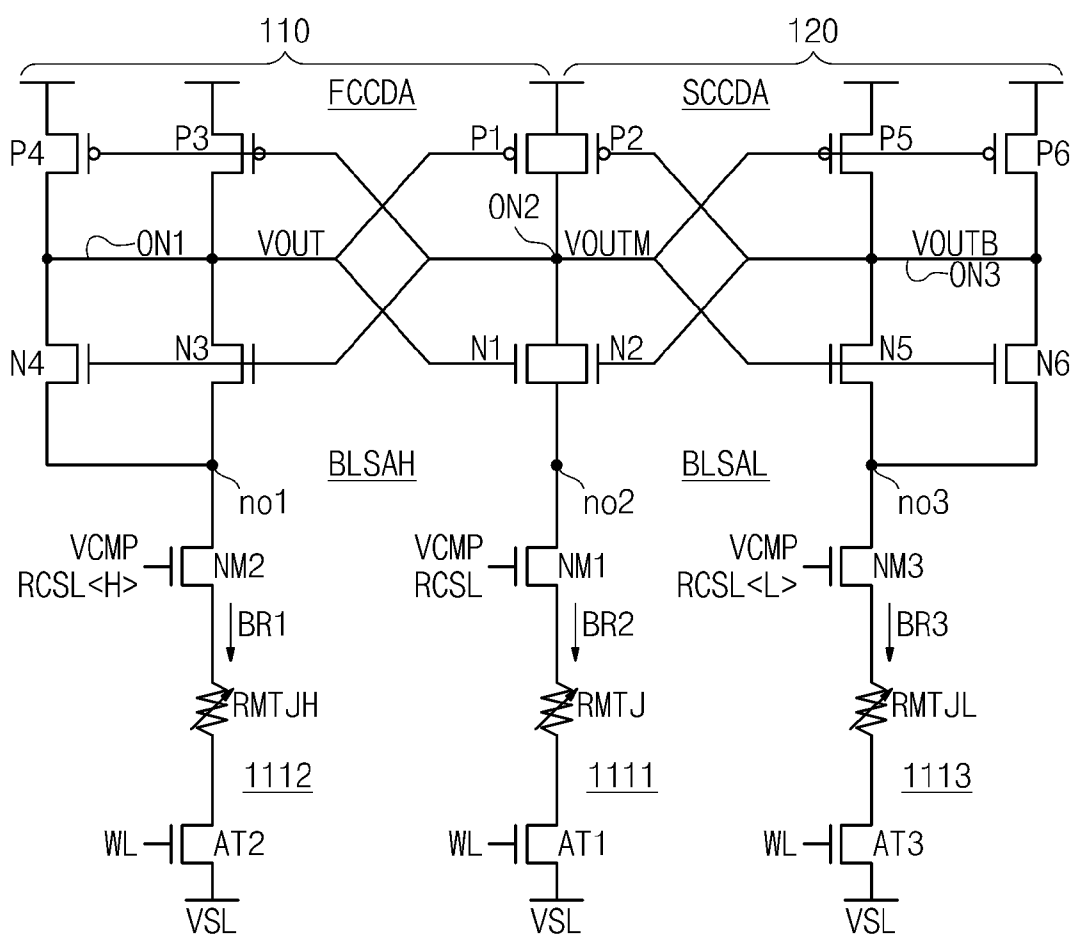 110 120
FCCDA SCCDA
P4 P3 P1 P2 P5 P6
ON2
ON1 VOUT VOUTM VOUTB
ON3
N4 N3 N1 N2 N5 N6
BLSAH BLSAL
no1 no2 no3
VCMP VCMP VCMP
RCSL<H> NM2 RCSL NM1 RCSL<L> NM3
BR1 BR2 BR3
RMTJH RMTJ RMTJL
1112 1111 1113
WL AT2 WL AT1 WL AT3
VSL VSL VSL